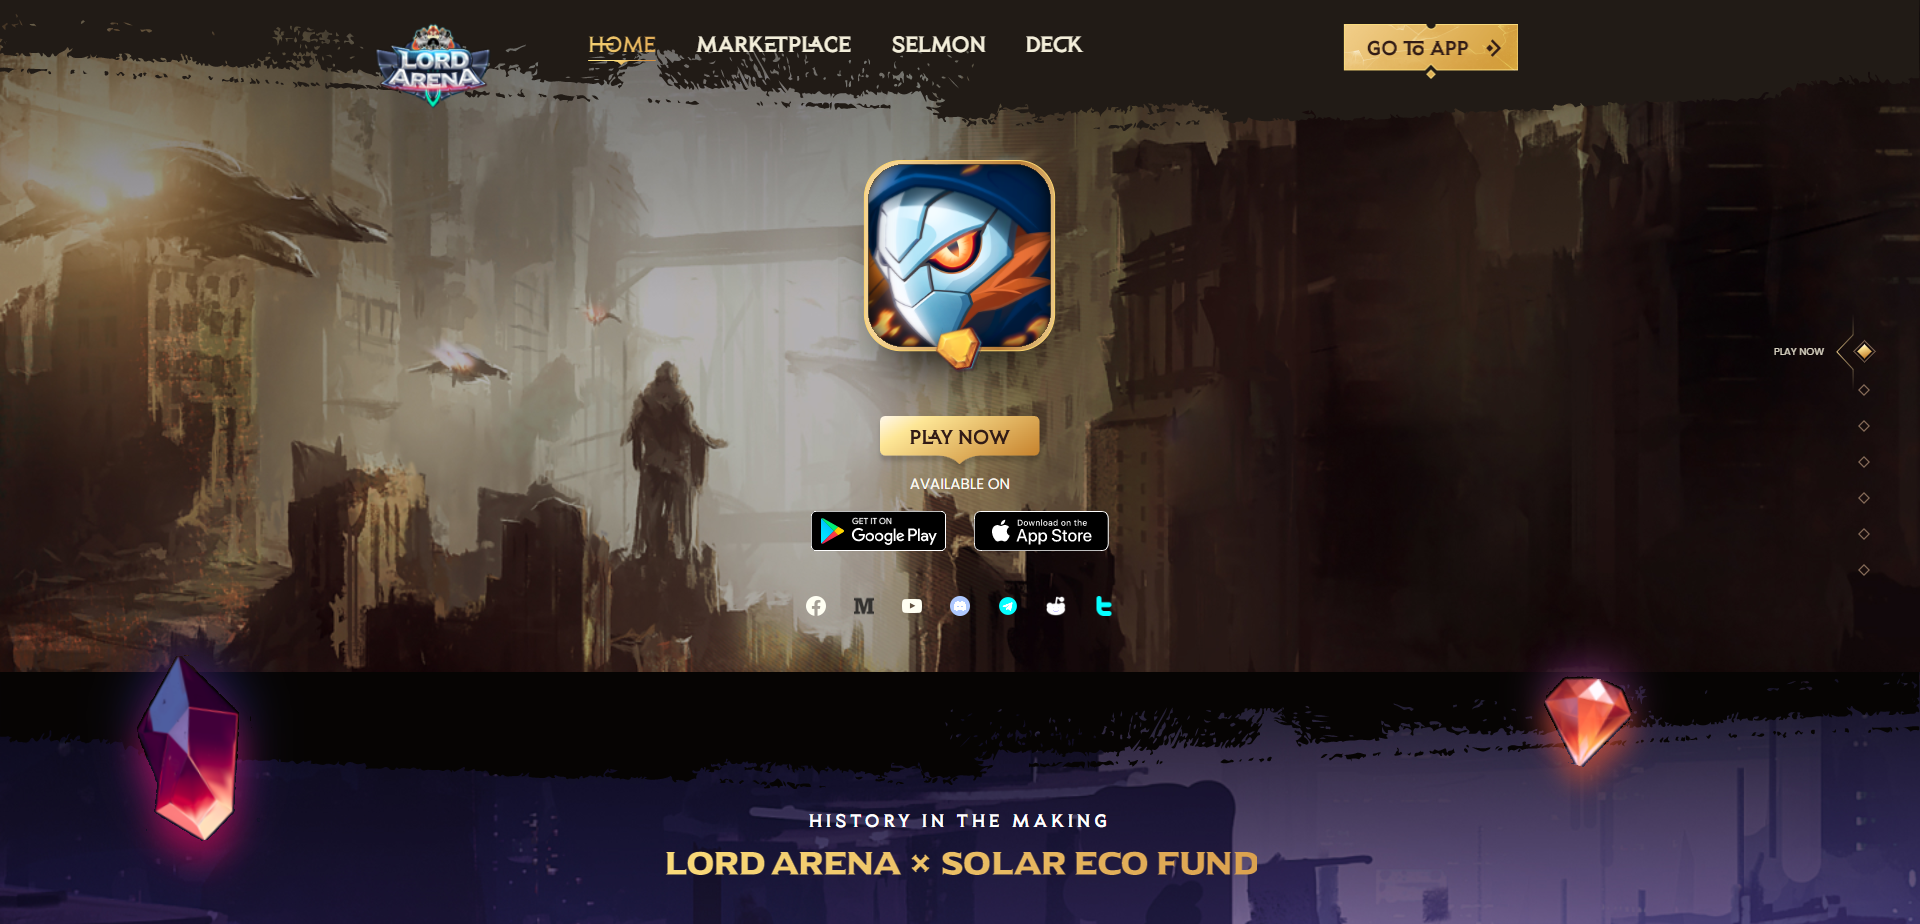 LORD
ARENA
HOME
MARKETPLACE
SELMON
DECK
GO To APP
PLAY NOW
PLAY NOW
AVAILABLE ON
GET IT ON
Google Play
Download on the
App Store
M
HISTORY IN THE MAKING
LORD ARENA × SOLAR ECO FUND